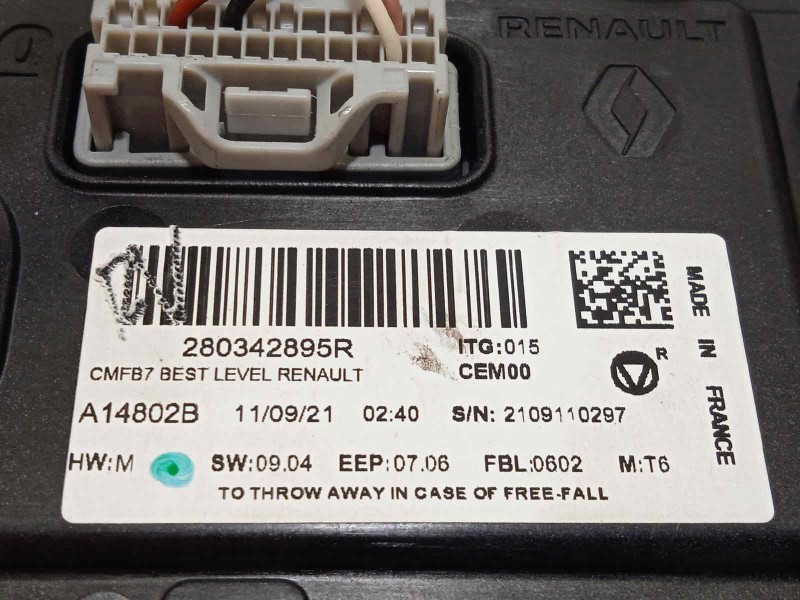 RENAULT
280342895R
ITG:015
CMFB7 BEST LEVEL RENAULT
CEM00
R
A14802B 11/09/21 02:40 S/N: 2109110297
HW:M SW:09.04 EEP:07.06 FBL:0602 M:T6
TO THROW AWAY IN CASE OF FREE-FALL
MADE IN FRANCE